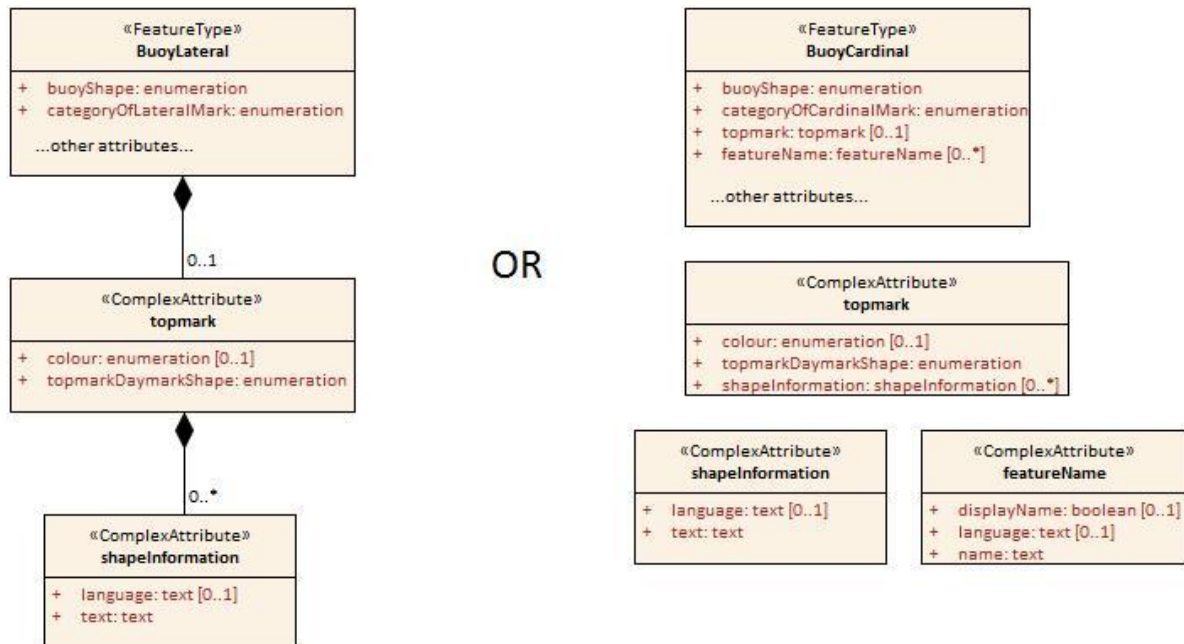 «FeatureType»
BuoyLateral
+ buoyShape: enumeration
+ categoryOfLateralMark: enumeration
...other attributes...
0..1
«ComplexAttribute»
topmark
+ colour: enumeration [0..1]
+ topmarkDaymarkShape: enumeration
0..*
«ComplexAttribute»
shapeInformation
+ language: text [0..1]
+ text: text
OR
«FeatureType»
BuoyCardinal
+ buoyShape: enumeration
+ categoryOfCardinalMark: enumeration
+ topmark: topmark [0..1]
+ featureName: featureName [0..*]
...other attributes...
«ComplexAttribute»
topmark
+ colour: enumeration [0..1]
+ topmarkDaymarkShape: enumeration
+ shapeInformation: shapeInformation [0..*]
«ComplexAttribute»
shapeInformation
+ language: text [0..1]
+ text: text
«ComplexAttribute»
featureName
+ displayName: boolean [0..1]
+ language: text [0..1]
+ name: text